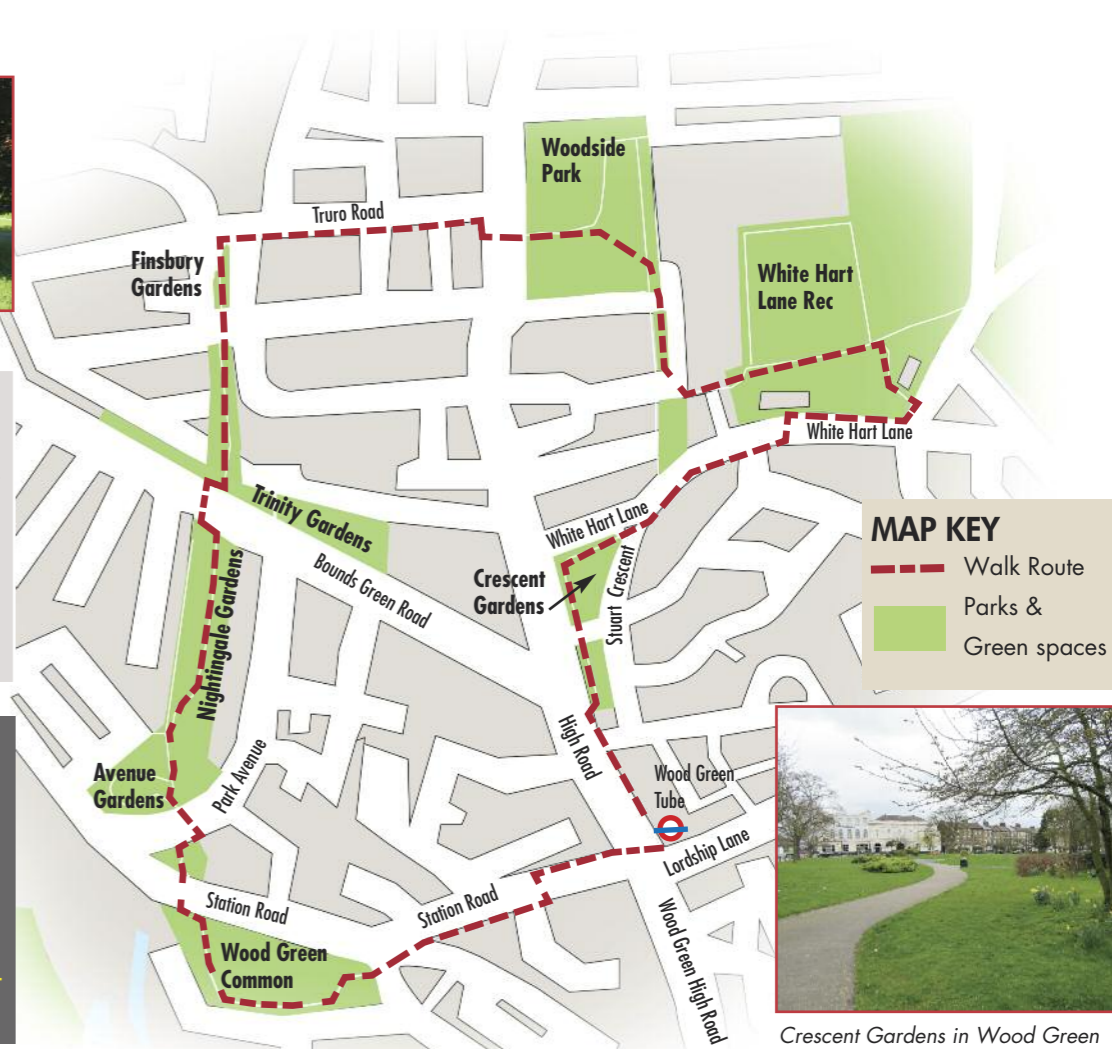 Woodside
Park
Truro Road
Finsbury
Gardens
White Hart
Lane Rec
White Hart Lane
Trinity Gardens
White Hart Lane
MAP KEY
Walk Route
Parks &
Green spaces
Nightingale Gardens
Bounds Green Road
Crescent
Gardens
Stuart Crescent
High Road
Avenue
Gardens
Park Avenue
Wood Green
Tube
Lordship Lane
Station Road
Station Road
Wood Green
Common
Wood Green High Road
Crescent Gardens in Wood Green